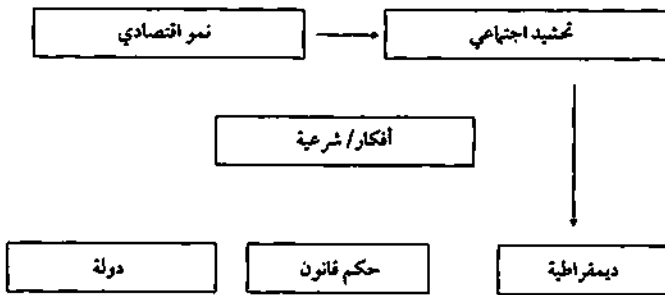 نمو اقتصادي
تحشيد اجتماعي
أفكار/ شرعية
دولة
حكم قانون
ديمقراطية